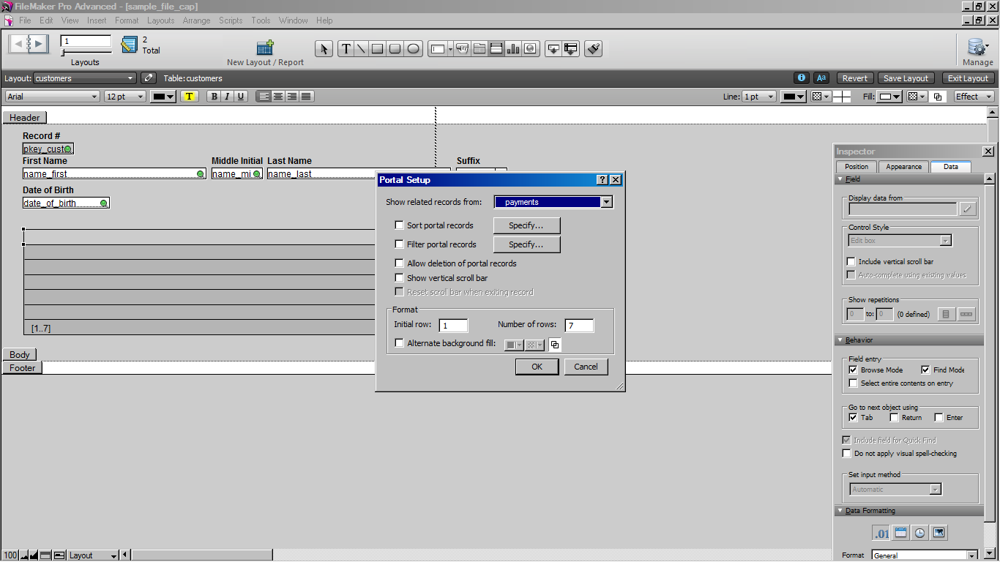 FileMaker Pro Advanced - [sample_file_cap]
File Edit View Insert Format Layouts Arrange Scripts Tools Window Help
1
2
Total
Layouts
New Layout / Report
T
Manage
Layout: customers Table: customers
Aa Revert Save Layout Exit Layout
Arial 12 pt T B I U Line: 1 pt Fill: Effect
Header
Record #
pkey_cust
First Name Middle Initial Last Name Suffix
name_first name_mi name_last
Date of Birth
date_of_birth
[1..7]
Body
Footer
Portal Setup
Show related records from: payments
Sort portal records Specify...
Filter portal records Specify...
Allow deletion of portal records
Show vertical scroll bar
Reset scroll bar when exiting record
Format
Initial row: 1 Number of rows: 7
Alternate background fill:
OK Cancel
Inspector
Position Appearance Data
Field
Display data from
Control Style
Edit box
Include vertical scroll bar
Auto-complete using existing values
Show repetitions
0 to: 0 (0 defined)
Behavior
Field entry
Browse Mode Find Mode
Select entire contents on entry
Go to next object using
Tab Return Enter
Include field for Quick Find
Do not apply visual spell-checking
Set input method
Automatic
Data Formatting
.01
Format General
100 Layout